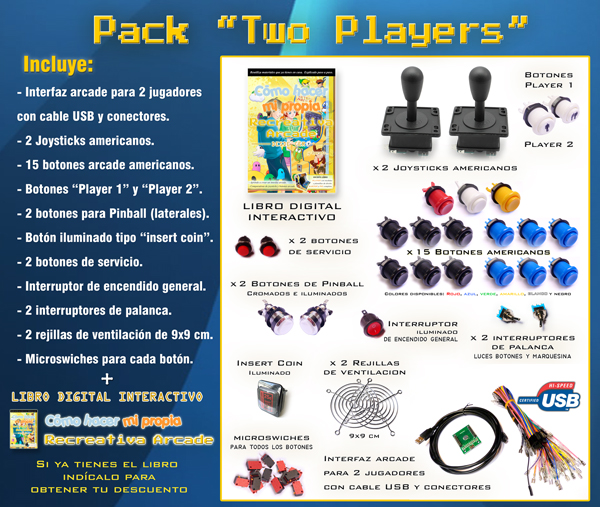 Pack “Two Players”
Incluye:
- Interfaz arcade para 2 jugadores
con cable USB y conectores.
- 2 Joysticks americanos.
- 15 botones arcade americanos.
- Botones “Player 1” y “Player 2”.
- 2 botones para Pinball (laterales).
- Botón iluminado tipo “insert coin”.
- 2 botones de servicio.
- Interruptor de encendido general.
- 2 interruptores de palanca.
- 2 rejillas de ventilación de 9x9 cm.
- Microswiches para cada botón.
+
LIBRO DIGITAL INTERACTIVO
Cómo hacer mi propia
Recreativa Arcade
Si ya tienes el libro
indícalo para
obtener tu descuento
Cómo hacer
mi propia
Recreativa
Arcade
LIBRO DIGITAL
INTERACTIVO
Botones
Player 1
Player 2
x 2 Joysticks americanos
x 2 botones
de servicio
x 15 Botones americanos
Colores disponibles: Rojo, azul, verde, amarillo, blanco y negro
x 2 Botones de Pinball
Cromados e iluminados
Interruptor
iluminado
de encendido general
x 2 interruptores
de palanca
luces botones y marquesina
Insert Coin
Iluminado
x 2 Rejillas
de ventilacion
9x9 cm
microswiches
para todos los botones
Interfaz arcade
para 2 jugadores
con cable USB y conectores
HI-SPEED
CERTIFIED
USB